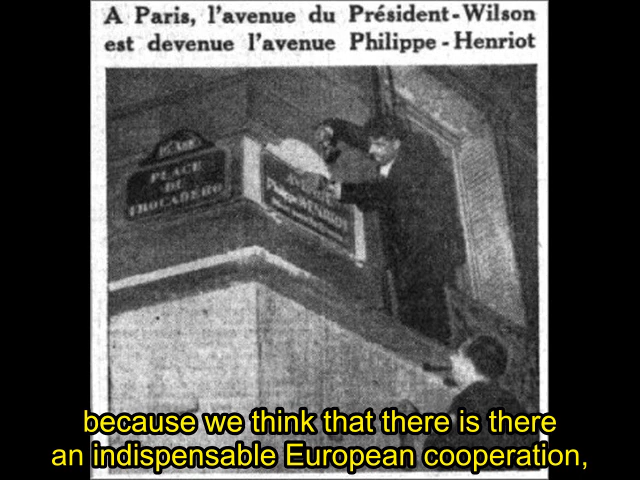 A Paris, l'avenue du Président-Wilson
est devenue l'avenue Philippe-Henriot
PLACE
DU
TROCADÉRO
because we think that there is there
an indispensable European cooperation,